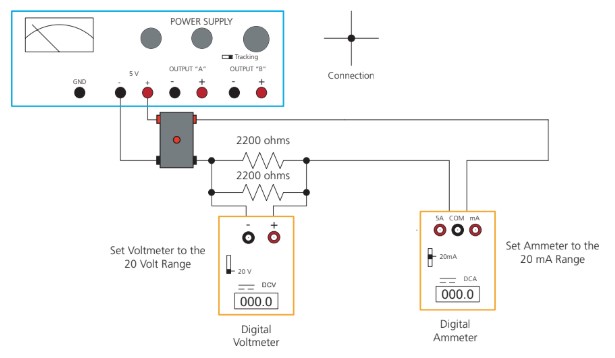 POWER SUPPLY
Tracking
GND
5 V
OUTPUT "A"
OUTPUT "B"
- + - + - +
Connection
2200 ohms
2200 ohms
- +
20 V
DCV
000.0
Set Voltmeter to the
20 Volt Range
Digital
Voltmeter
5A COM mA
20mA
DCA
000.0
Set Ammeter to the
20 mA Range
Digital
Ammeter